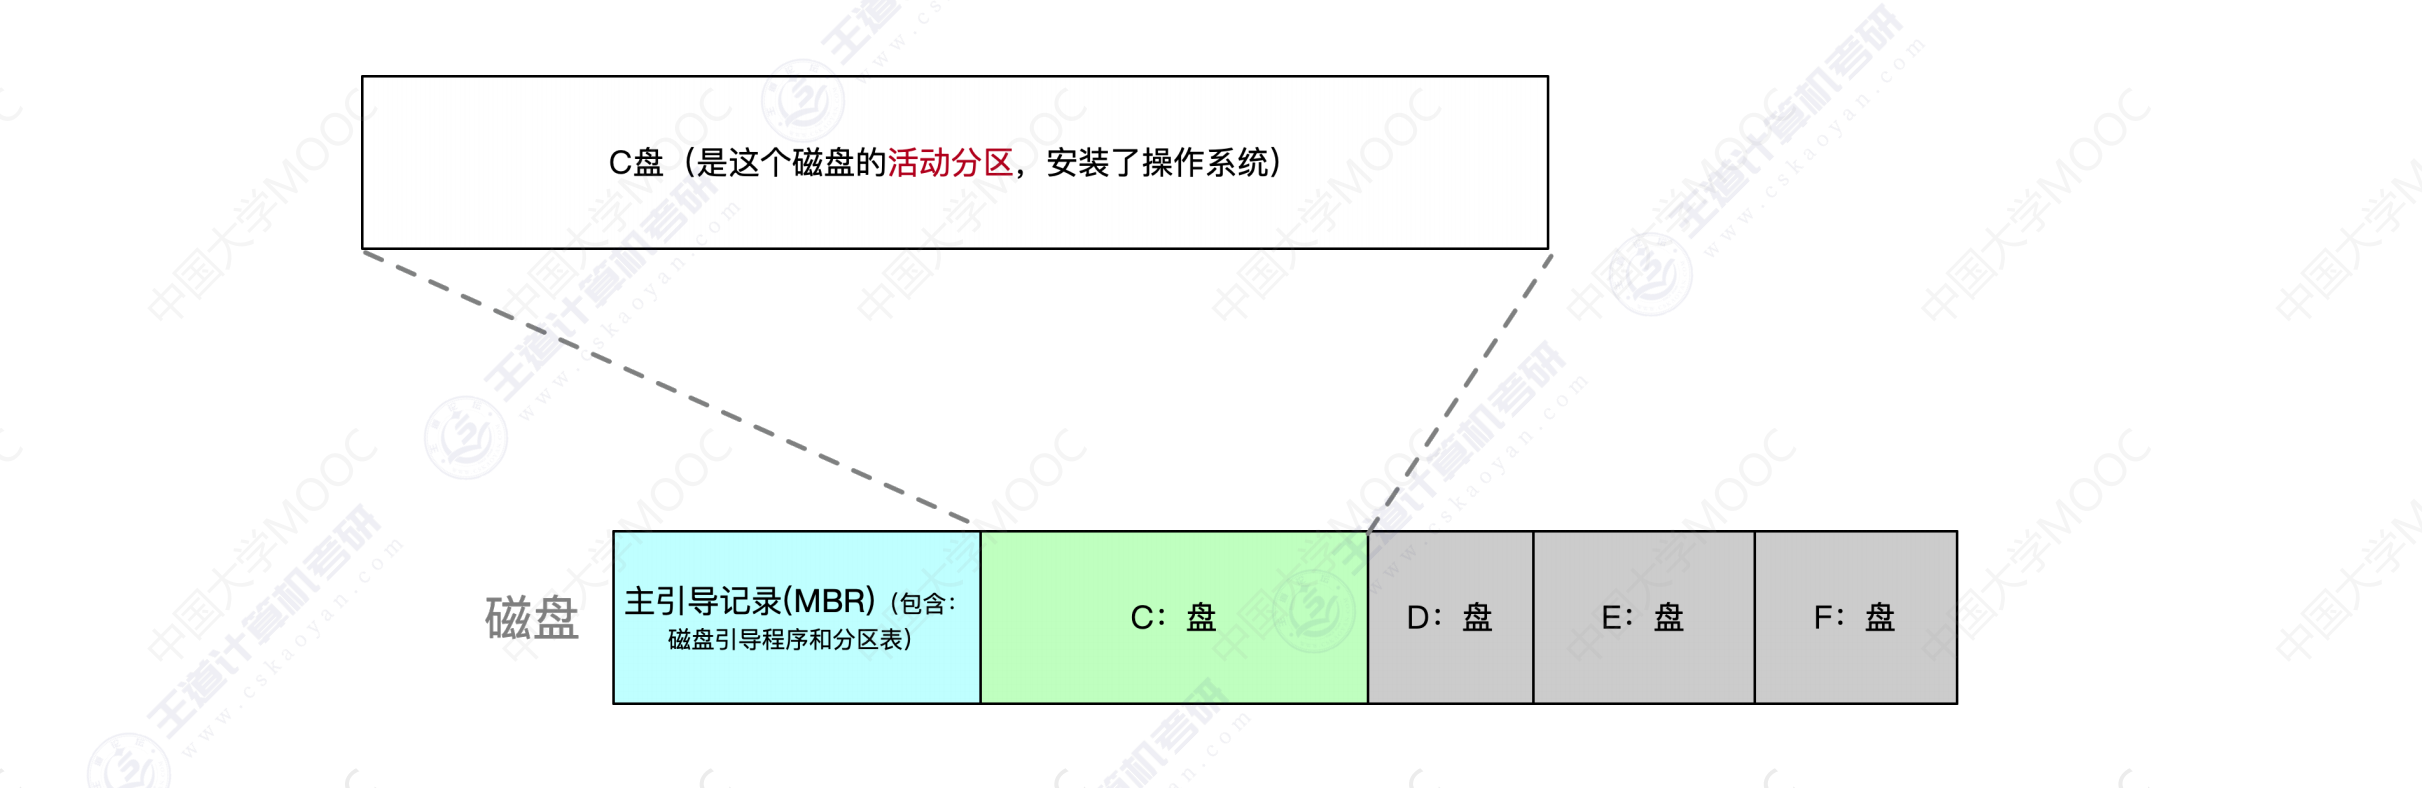 C盘（是这个磁盘的活动分区，安装了操作系统）
磁盘
主引导记录(MBR)（包含：
磁盘引导程序和分区表）
C：盘
D：盘
E：盘
F：盘
中国大学MOOC
王道计算机考研
www.cskaoyan.com